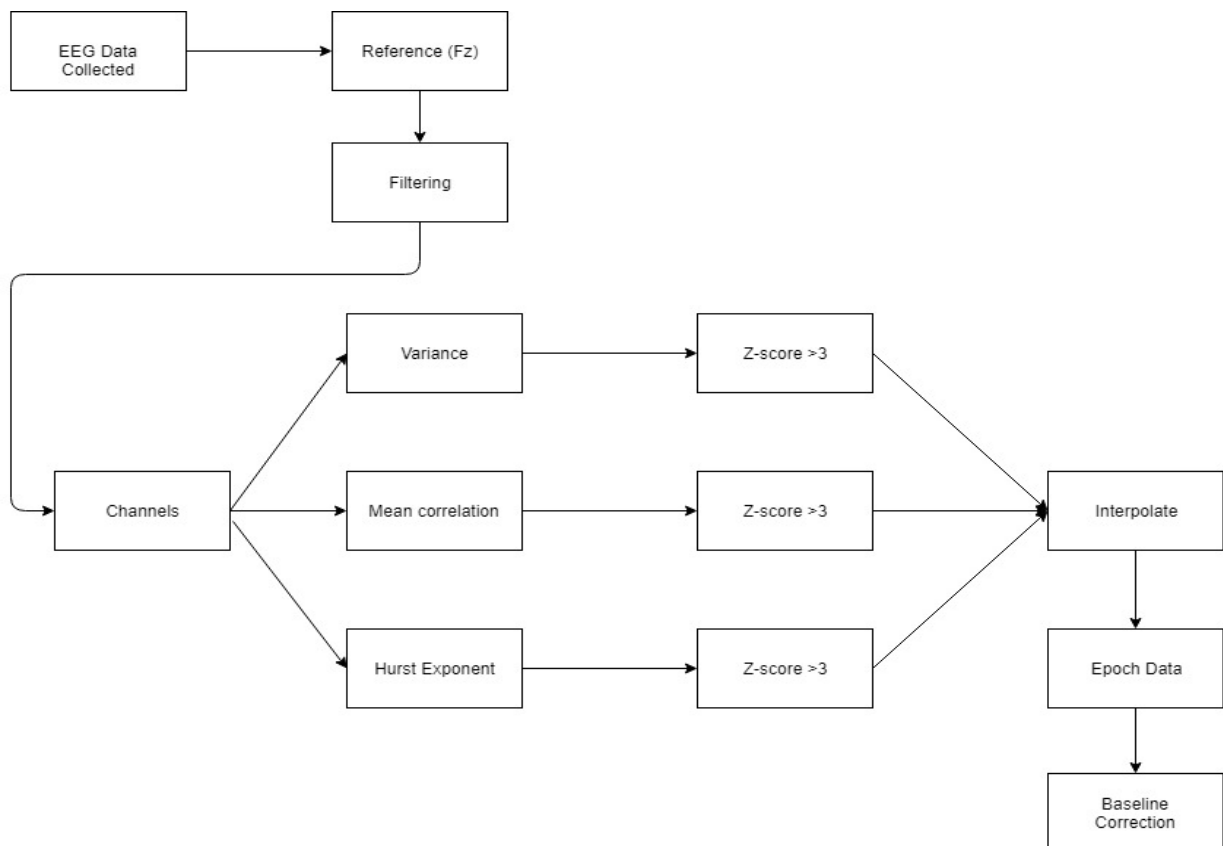 EEG Data
Collected
Reference (Fz)
Filtering
Variance
Z-score >3
Channels
Mean correlation
Z-score >3
Interpolate
Hurst Exponent
Z-score >3
Epoch Data
Baseline
Correction